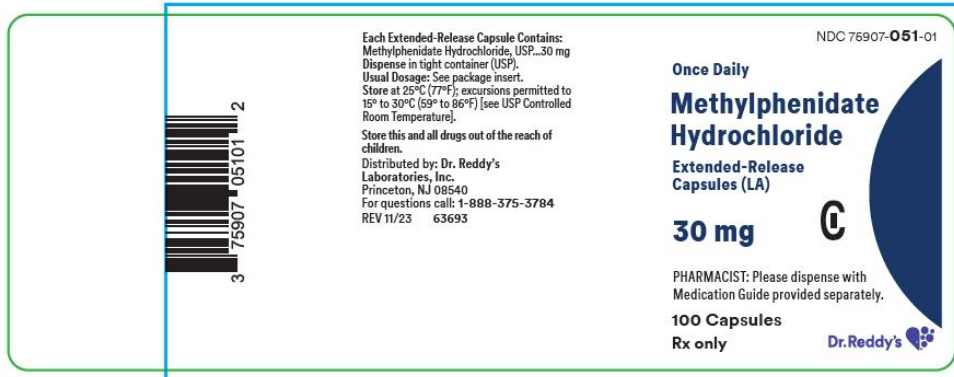 3 75907 05101 2
Each Extended-Release Capsule Contains:
Methylphenidate Hydrochloride, USP...30 mg
Dispense in tight container (USP).
Usual Dosage: See package insert.
Store at 25°C (77°F); excursions permitted to
15° to 30°C (59° to 86°F) [see USP Controlled
Room Temperature].
Store this and all drugs out of the reach of
children.
Distributed by: Dr. Reddy's
Laboratories, Inc.
Princeton, NJ 08540
For questions call: 1-888-375-3784
REV 11/23 63693
NDC 75907-051-01
Once Daily
Methylphenidate
Hydrochloride
Extended-Release
Capsules (LA)
30 mg CII
PHARMACIST: Please dispense with
Medication Guide provided separately.
100 Capsules
Rx only
Dr.Reddy's